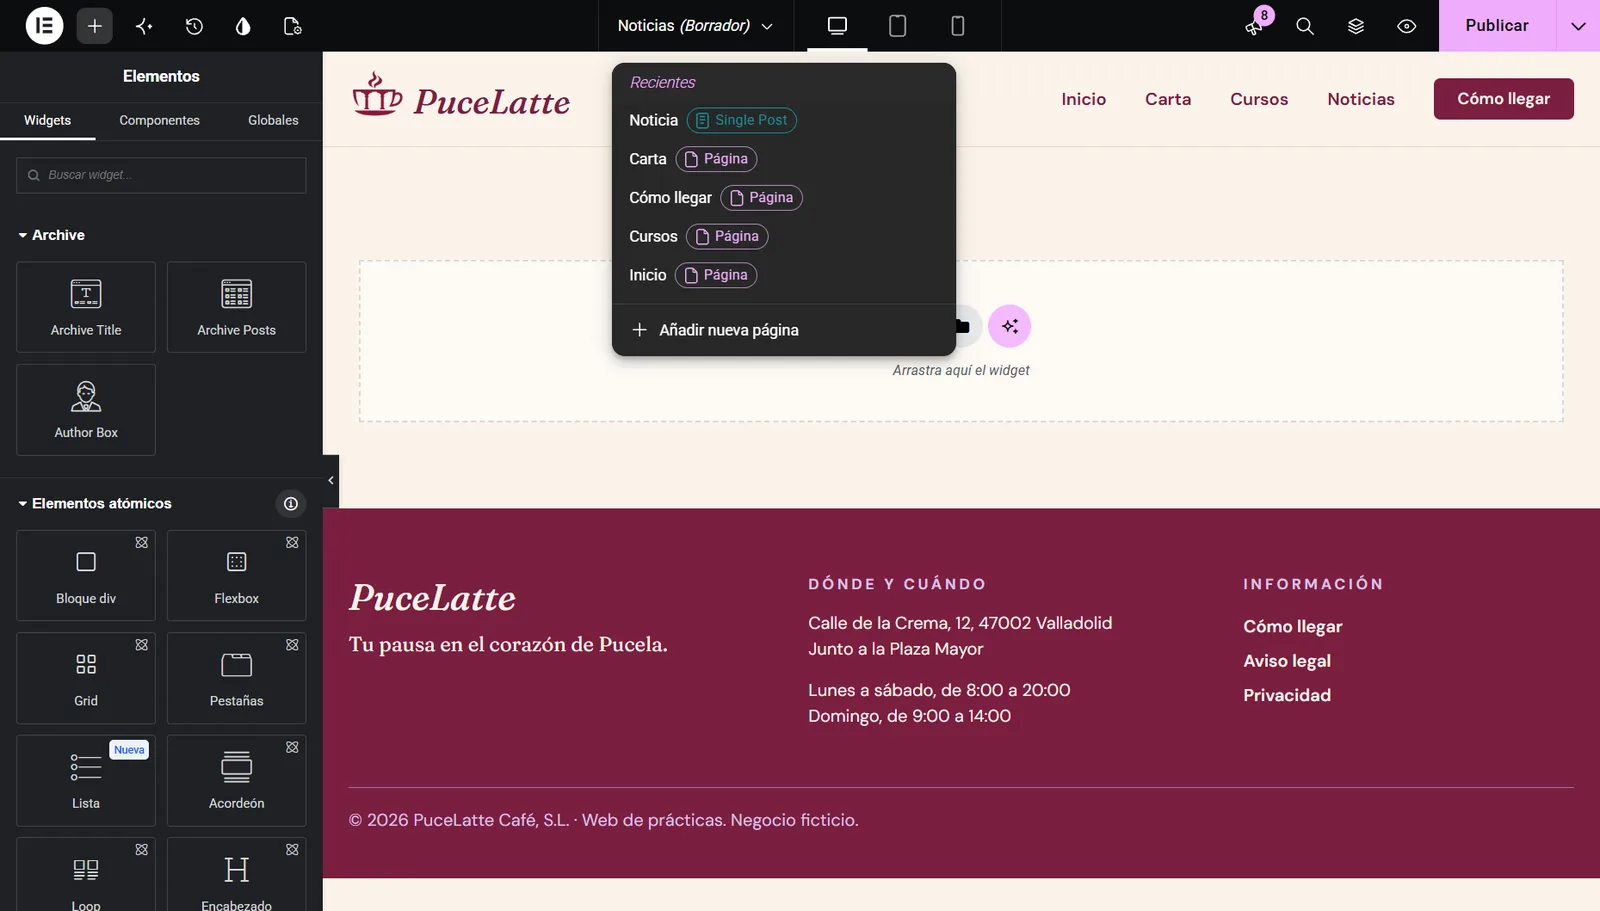 Noticias (Borrador)
8
Publicar
Elementos
Widgets
Componentes
Globales
Buscar widget...
Archive
Archive Title
Archive Posts
Author Box
Elementos atómicos
Bloque div
Flexbox
Grid
Pestañas
Nueva
Lista
Acordeón
Loop
Encabezado
Recientes
Noticia Single Post
Carta Página
Cómo llegar Página
Cursos Página
Inicio Página
Añadir nueva página
PuceLatte
Inicio
Carta
Cursos
Noticias
Cómo llegar
Arrastra aquí el widget
PuceLatte
Tu pausa en el corazón de Pucela.
DÓNDE Y CUÁNDO
Calle de la Crema, 12, 47002 Valladolid
Junto a la Plaza Mayor
Lunes a sábado, de 8:00 a 20:00
Domingo, de 9:00 a 14:00
INFORMACIÓN
Cómo llegar
Aviso legal
Privacidad
© 2026 PuceLatte Café, S.L. · Web de prácticas. Negocio ficticio.